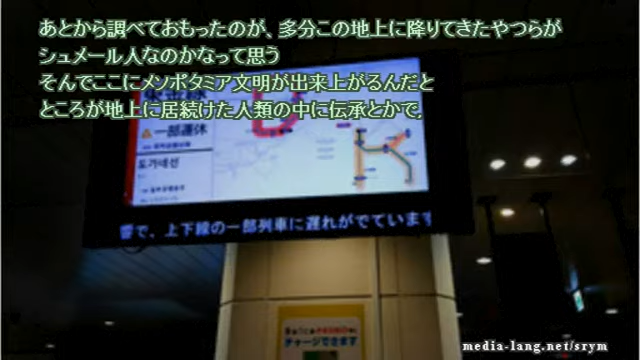 あとから調べておもったのが、多分この地上に降りてきたやつらが
シュメール人なのかなって思う
そんでここにメソポタミア文明が出来上がるんだと
ところが地上に居続けた人類の中に伝承とかで,
一部運休
도가네선
響で、上下線の一部列車に遅れがでています
チャージできます
media-lang.net/srym